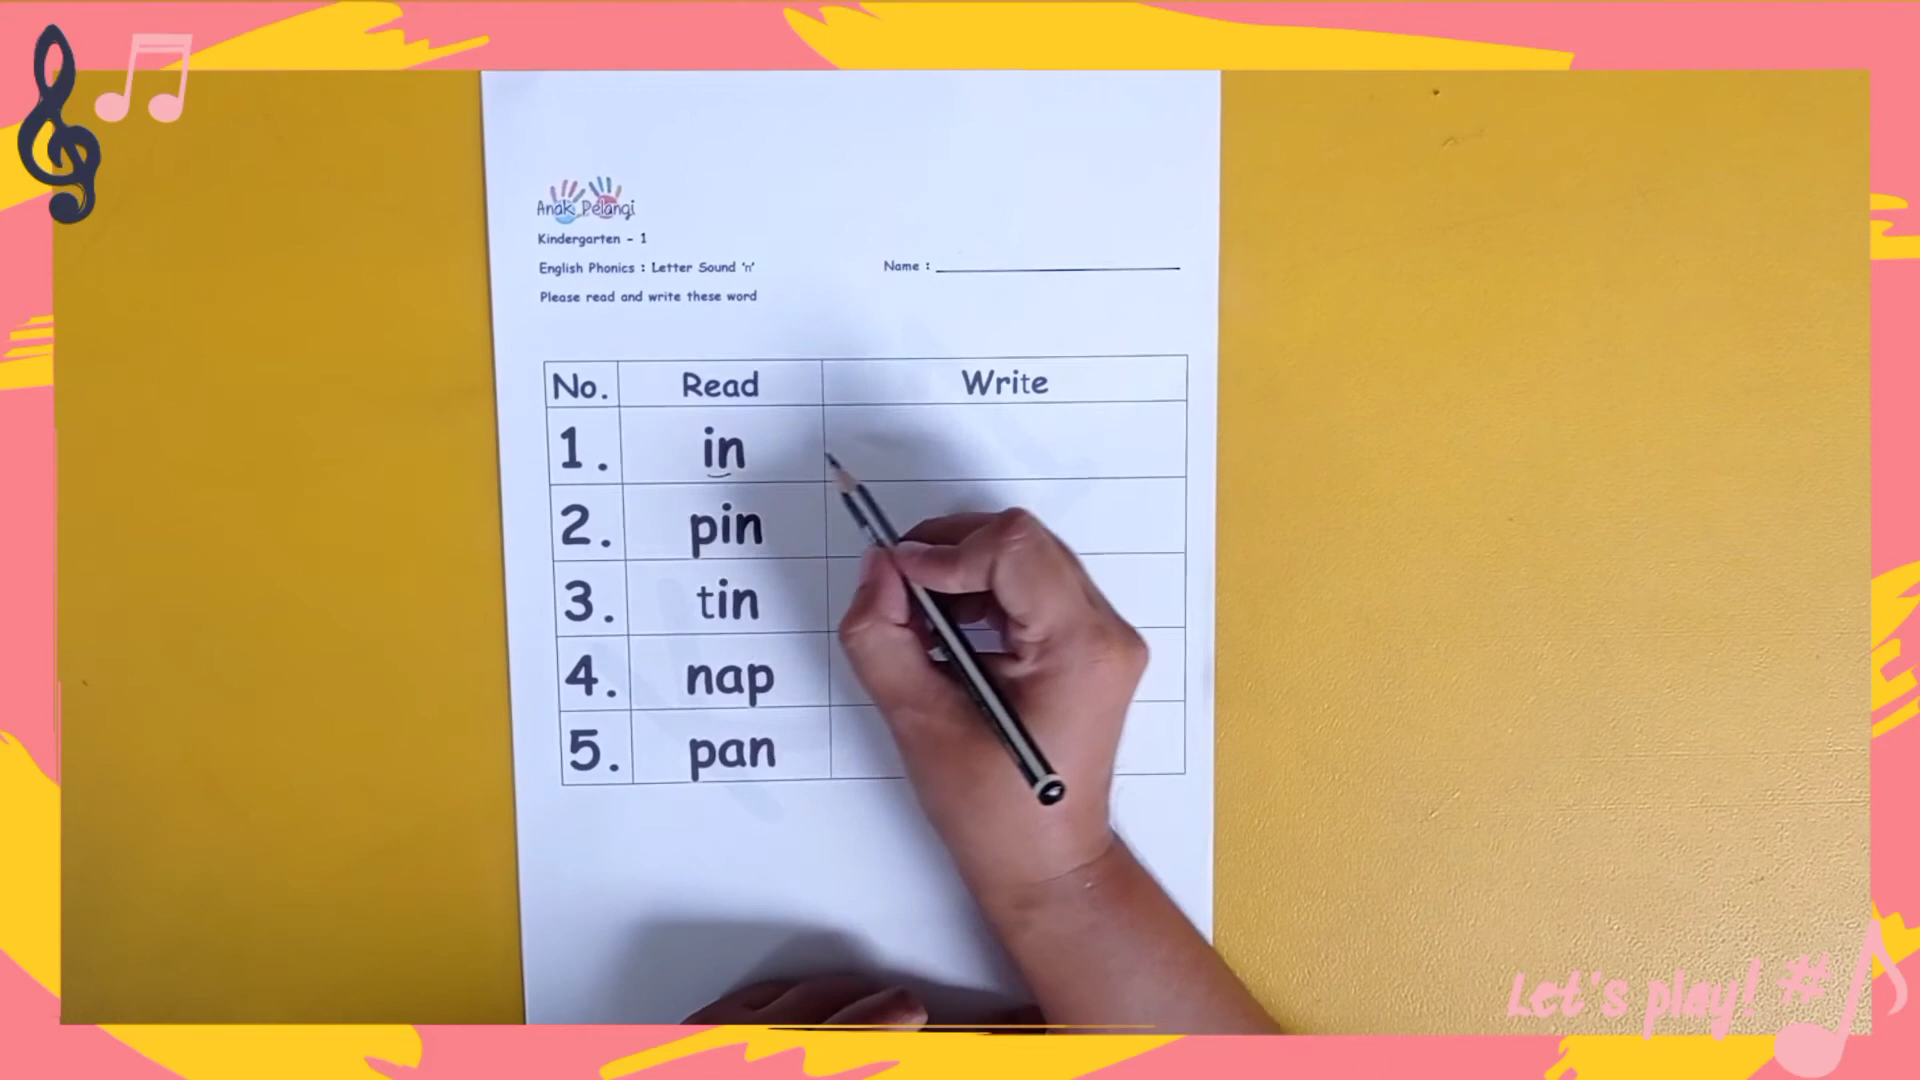 Anak Pelangi
Kindergarten - 1
English Phonics : Letter Sound 'n'
Name :
Please read and write these word
No. Read Write
1. in
2. pin
3. tin
4. nap
5. pan
Let's play!